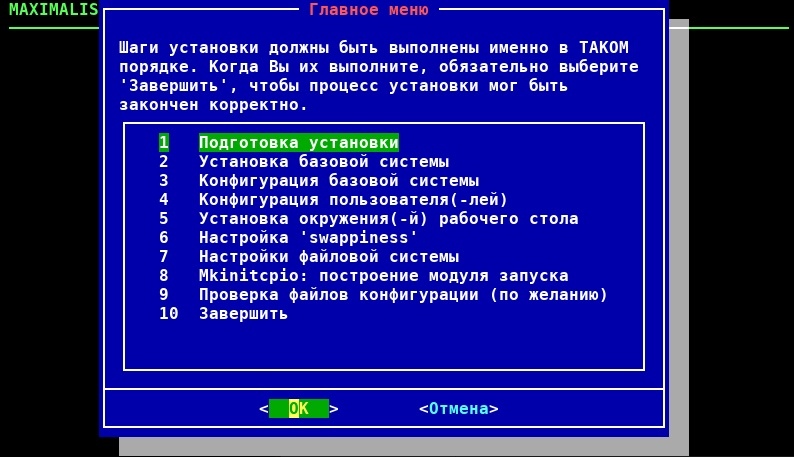 MAXIMALIS
Главное меню
Шаги установки должны быть выполнены именно в ТАКОМ
порядке. Когда Вы их выполните, обязательно выберите
'Завершить', чтобы процесс установки мог быть
закончен корректно.
1 Подготовка установки
2 Установка базовой системы
3 Конфигурация базовой системы
4 Конфигурация пользователя(-лей)
5 Установка окружения(-й) рабочего стола
6 Настройка 'swappiness'
7 Настройки файловой системы
8 Mkinitcpio: построение модуля запуска
9 Проверка файлов конфигурации (по желанию)
10 Завершить
< OK > <Отмена>